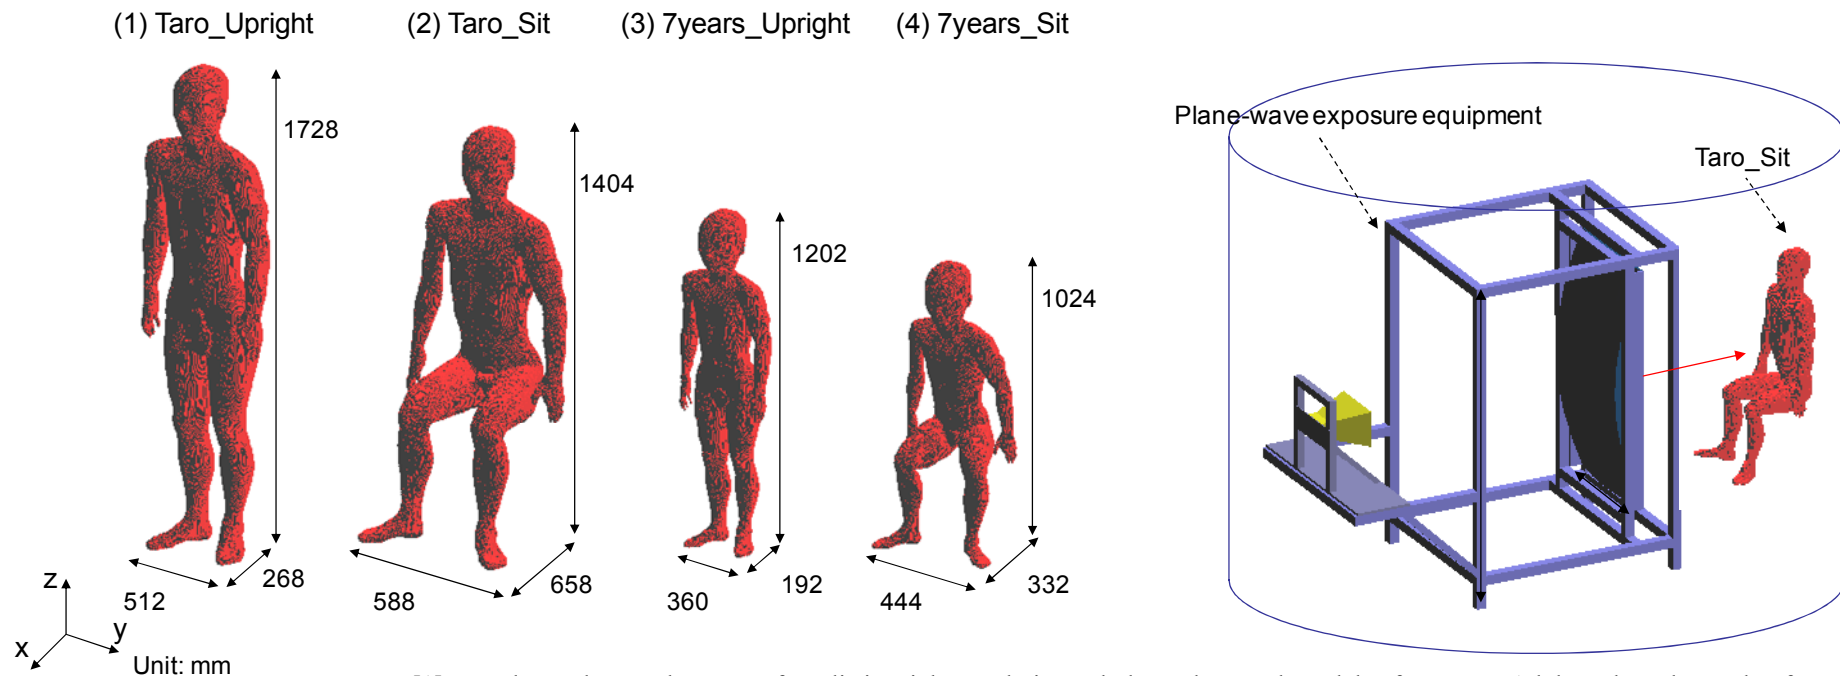 (1) Taro_Upright
(2) Taro_Sit
(3) 7years_Upright
(4) 7years_Sit
1728
1404
1202
1024
512
268
588
658
360
192
444
332
z
y
x
Unit: mm
Plane-wave exposure equipment
Taro_Sit